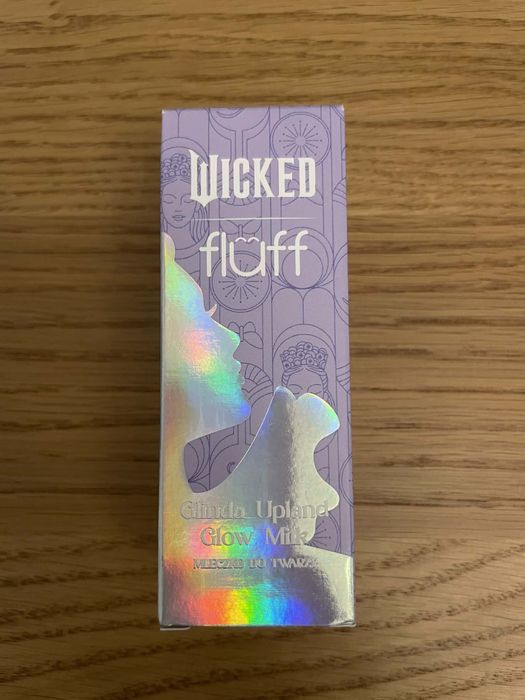 WICKED
fluff
Glinda Upland
Glow Milk
MLECZKO DO TWARZY